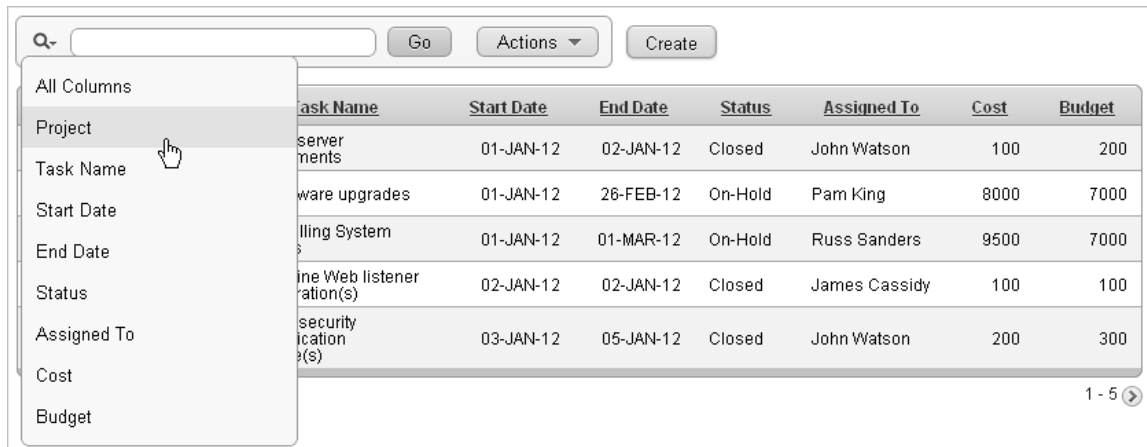 Go
Actions
Create
All Columns
Project
Task Name
Start Date
End Date
Status
Assigned To
Cost
Budget
Task Name Start Date End Date Status Assigned To Cost Budget
server
ments 01-JAN-12 02-JAN-12 Closed John Watson 100 200
ware upgrades 01-JAN-12 26-FEB-12 On-Hold Pam King 8000 7000
lling System 01-JAN-12 01-MAR-12 On-Hold Russ Sanders 9500 7000
ine Web listener
ration(s) 02-JAN-12 02-JAN-12 Closed James Cassidy 100 100
security
ication 03-JAN-12 05-JAN-12 Closed John Watson 200 300
e(s)
1 - 5